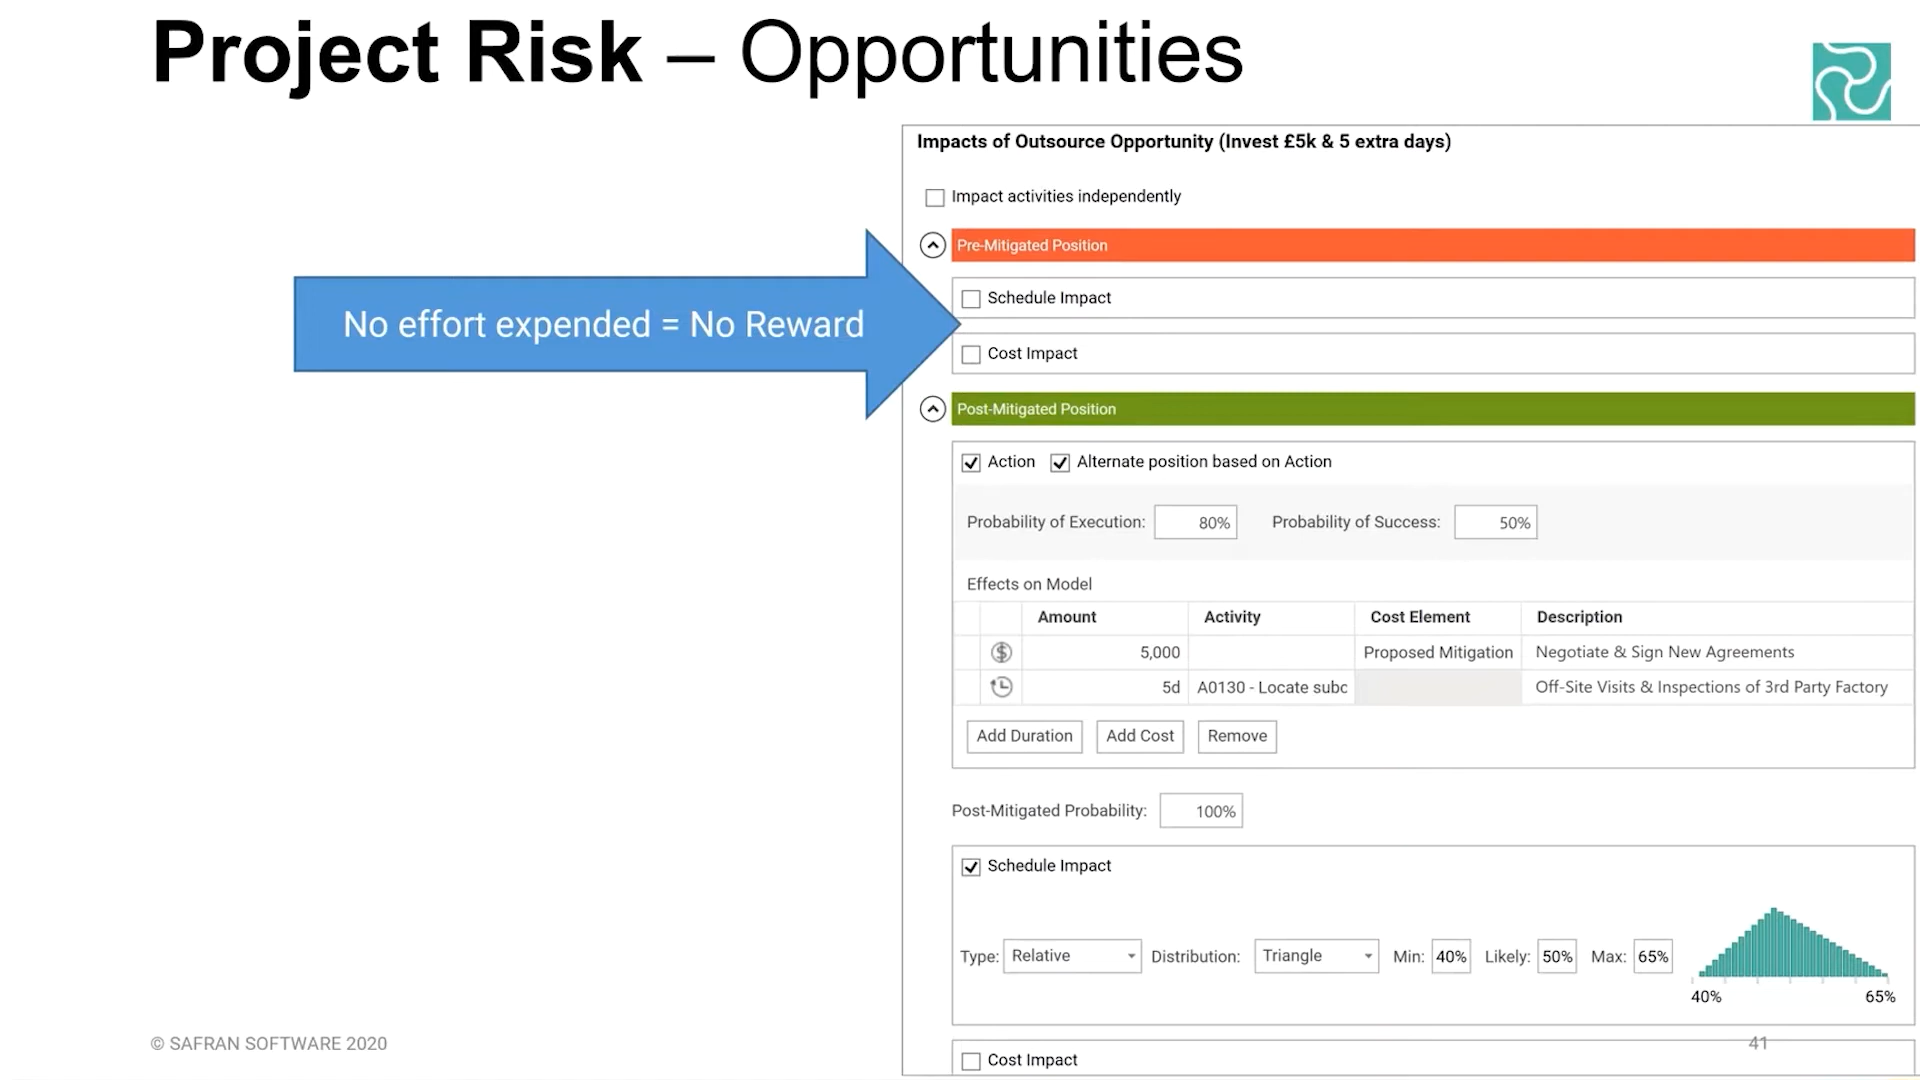 Project Risk – Opportunities
Impacts of Outsource Opportunity (Invest £5k & 5 extra days)
Impact activities independently
Pre-Mitigated Position
Schedule Impact
No effort expended = No Reward
Cost Impact
Post-Mitigated Position
Action Alternate position based on Action
Probability of Execution: 80% Probability of Success: 50%
Effects on Model
Amount Activity Cost Element Description
5,000 Proposed Mitigation Negotiate & Sign New Agreements
5d A0130 - Locate subc Off-Site Visits & Inspections of 3rd Party Factory
Add Duration Add Cost Remove
Post-Mitigated Probability: 100%
Schedule Impact
Type: Relative Distribution: Triangle Min: 40% Likely: 50% Max: 65%
40% 65%
© SAFRAN SOFTWARE 2020
41
Cost Impact